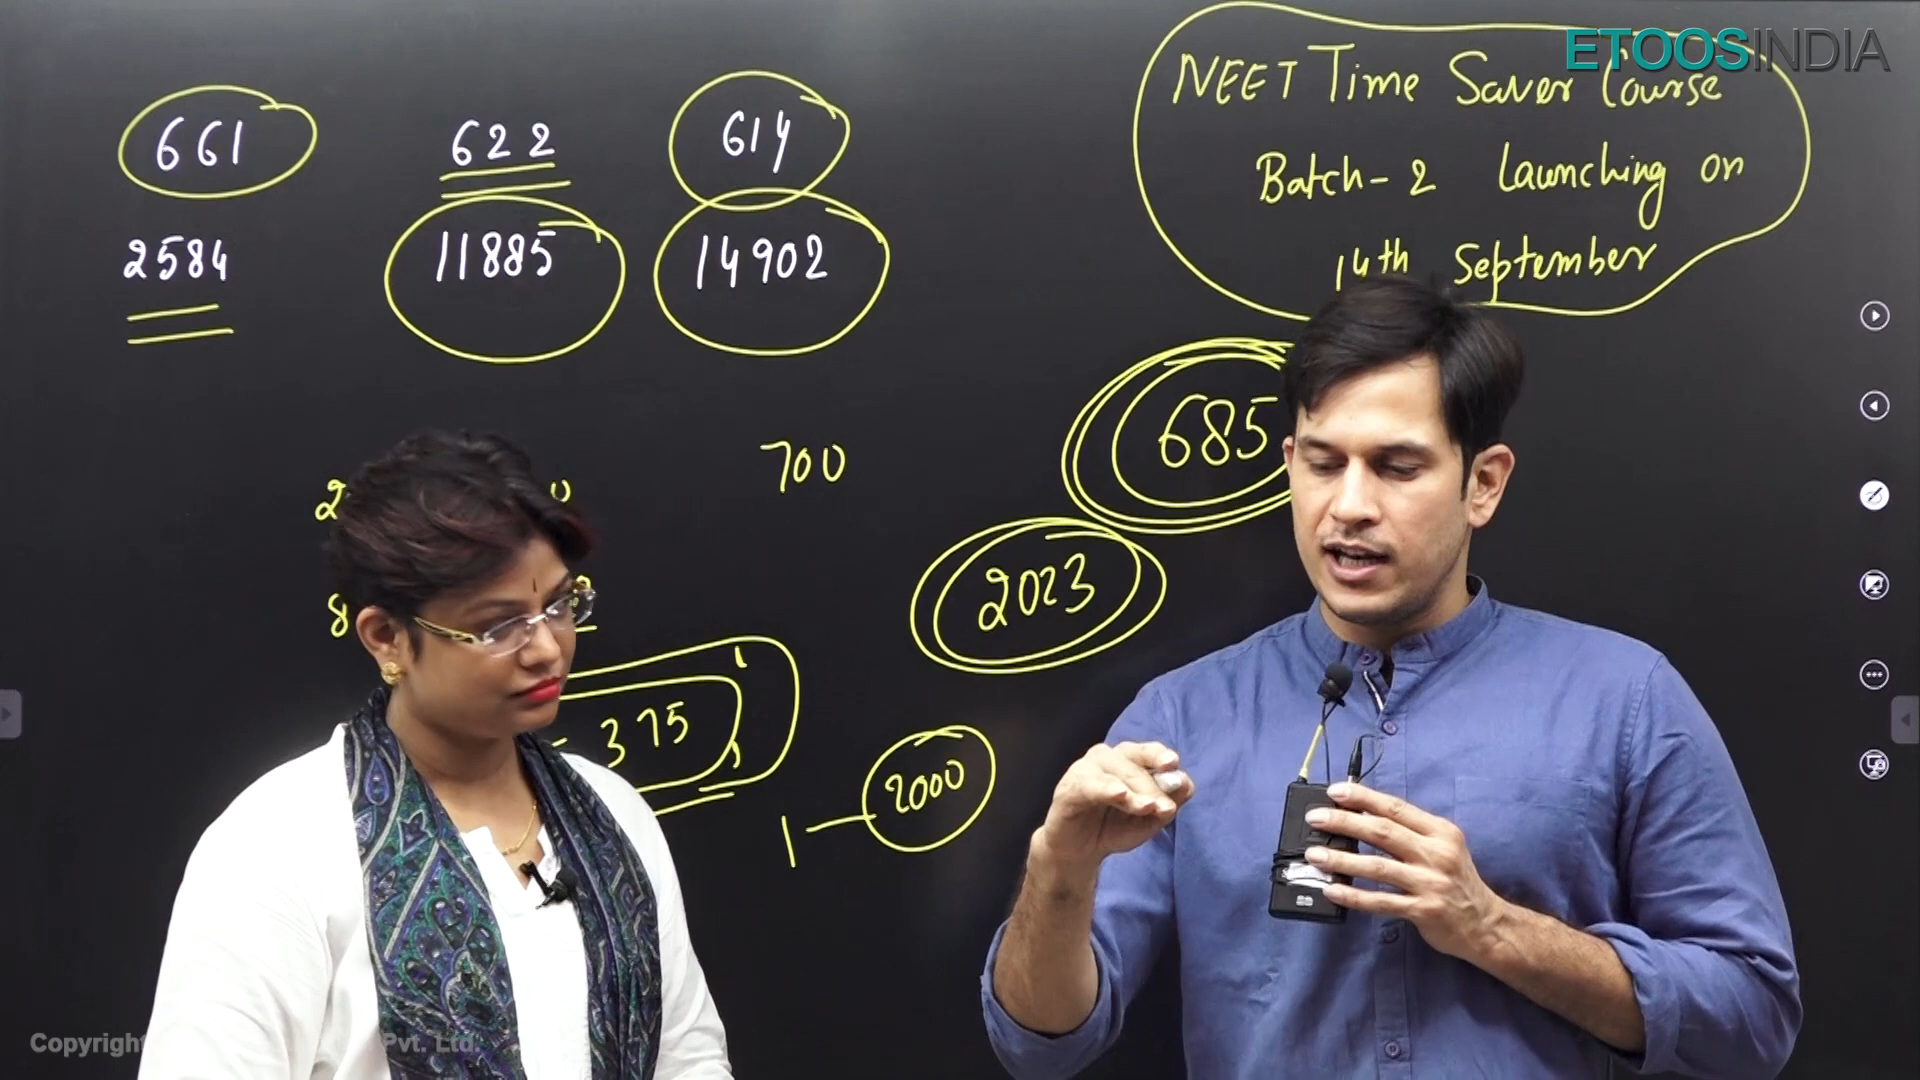 ETOOSINDIA
NEET Time Saver Course
Batch-2 Launching on
14th September
661 622 614
2584 11885 14902
685
700
2023
375
1 — 2000
Copyright Pvt. Ltd.